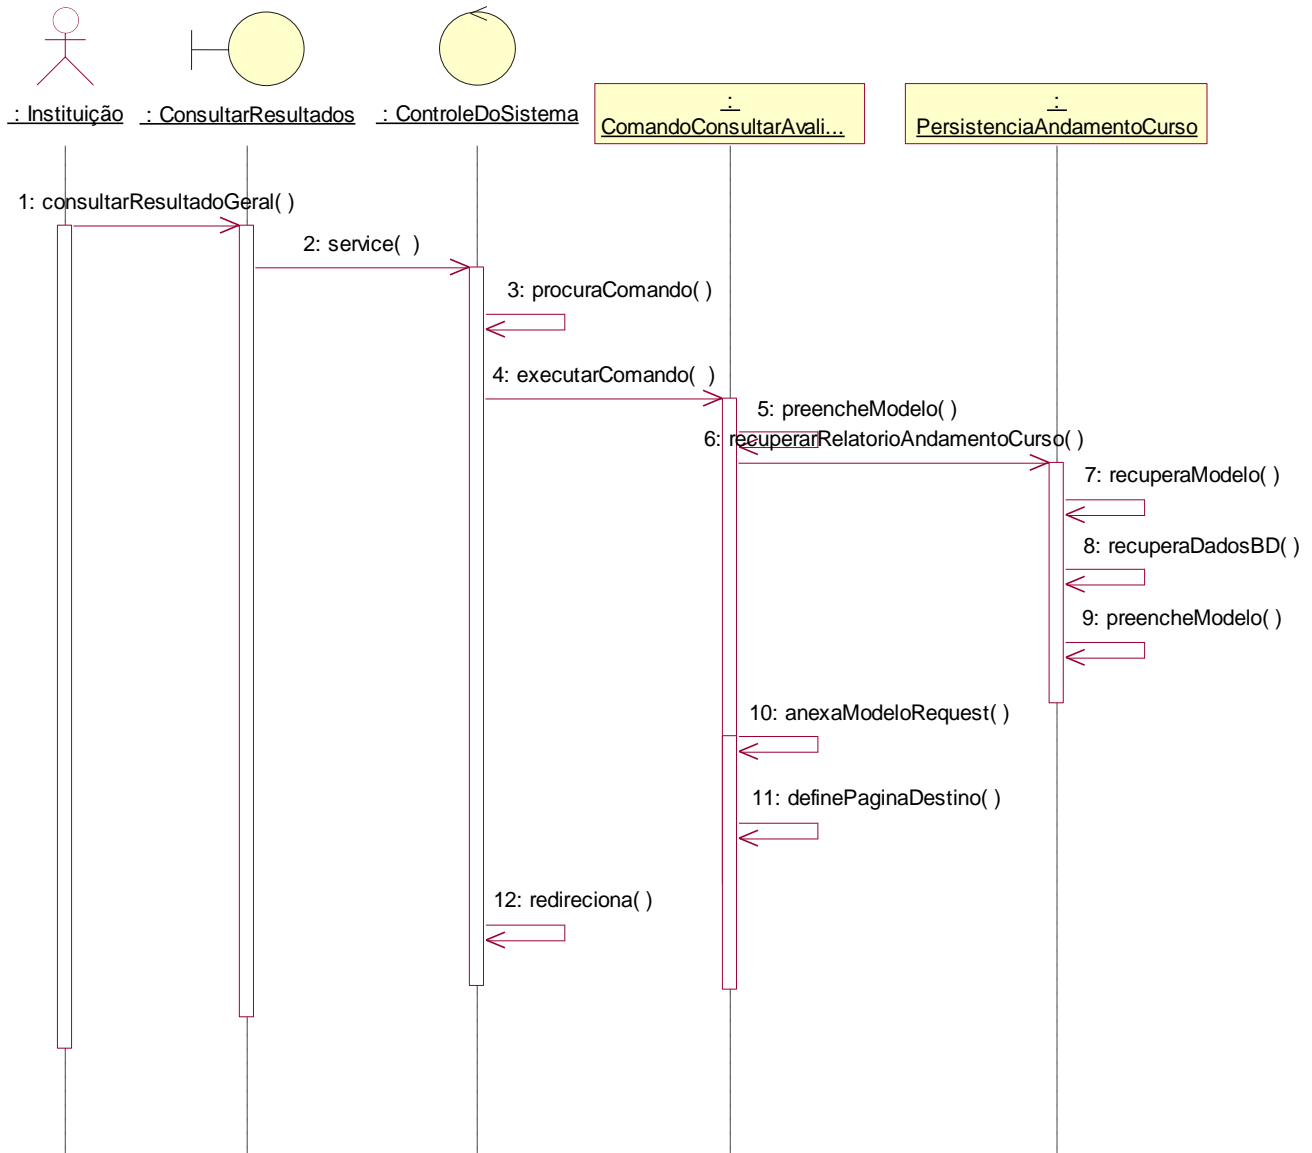 : Instituição
: ConsultarResultados
: ControleDoSistema
:
ComandoConsultarAvali...
:
PersistenciaAndamentoCurso
1: consultarResultadoGeral( )
2: service( )
3: procuraComando( )
4: executarComando( )
5: preencheModelo( )
6: recuperarRelatorioAndamentoCurso( )
7: recuperaModelo( )
8: recuperaDadosBD( )
9: preencheModelo( )
10: anexaModeloRequest( )
11: definePaginaDestino( )
12: redireciona( )